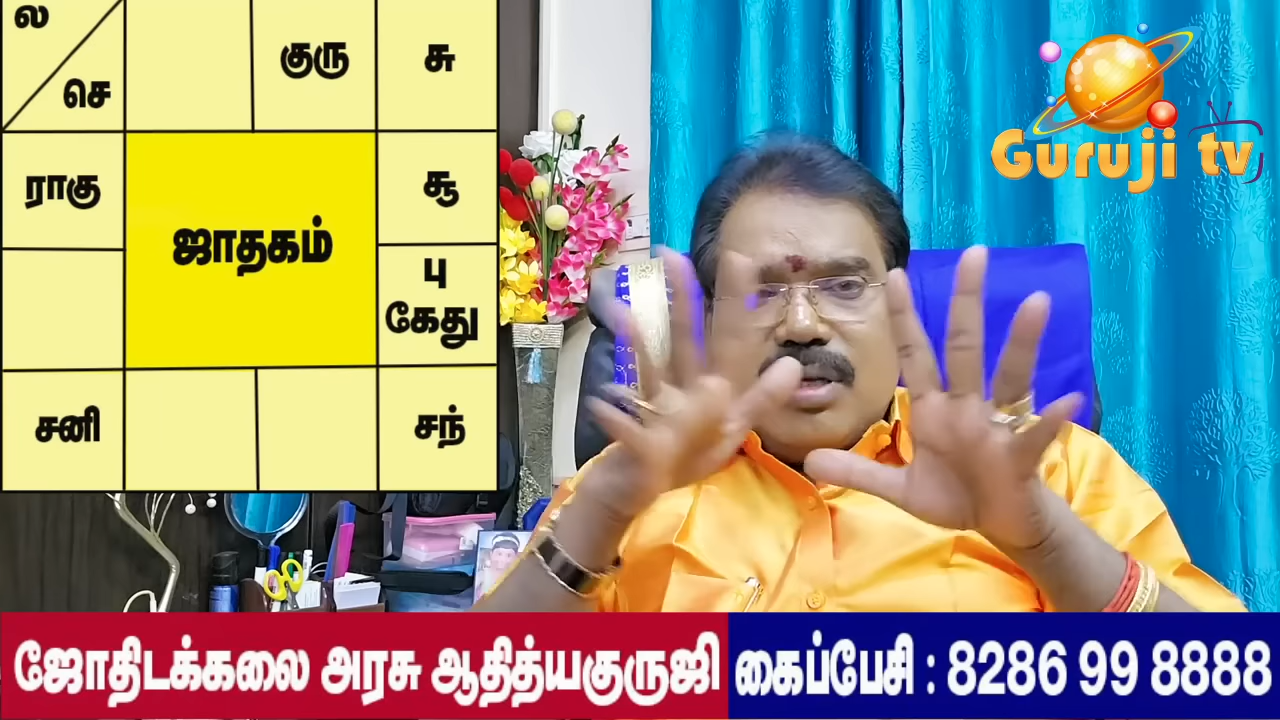 ல
செ
குரு
சு
ராகு
ஜாதகம்
சூ
பு
கேது
சனி
சந்
Guruji tv
ஜோதிடக்கலை அரசு ஆதித்யகுருஜி
கைப்பேசி : 8286 99 8888